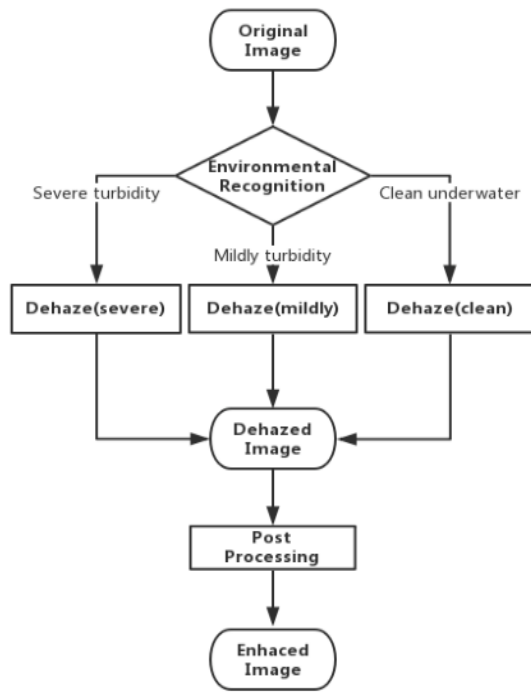 Original
Image
Environmental
Recognition
Severe turbidity
Clean underwater
Mildly turbidity
Dehaze(severe)
Dehaze(mildly)
Dehaze(clean)
Dehazed
Image
Post
Processing
Enhaced
Image